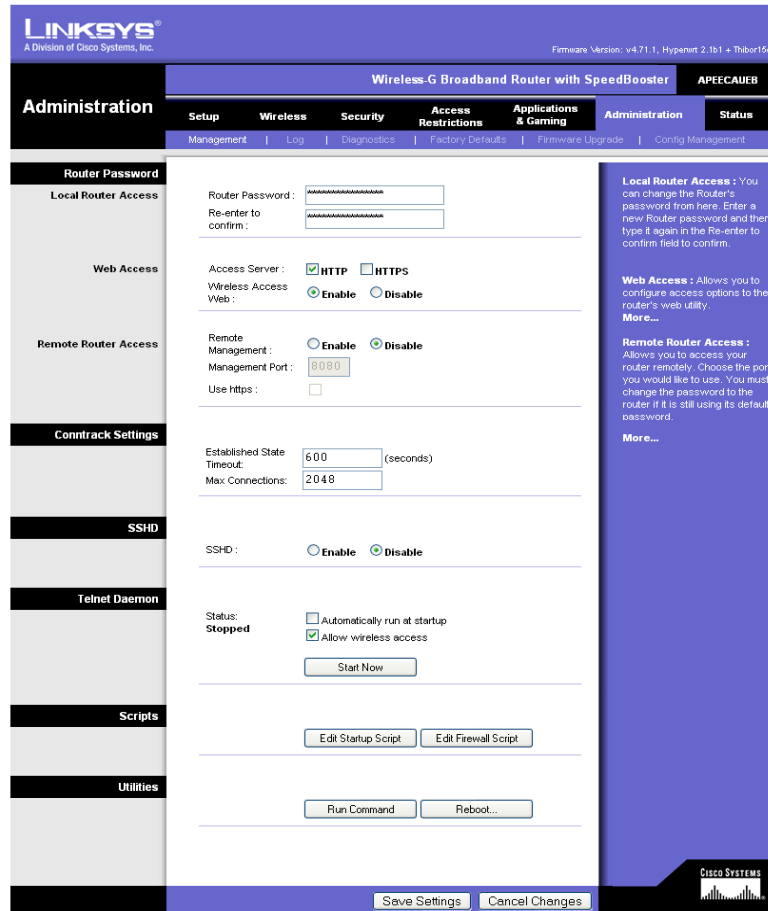 LINKSYS®
A Division of Cisco Systems, Inc.
Firmware Version: v4.71.1, Hyperwrt 2.1b1 + Thibor15c
Wireless-G Broadband Router with SpeedBooster
APEECAUEB
Administration
Setup
Wireless
Security
Access Restrictions
Applications & Gaming
Administration
Status
Management | Log | Diagnostics | Factory Defaults | Firmware Upgrade | Config Management
Router Password
Local Router Access
Router Password :
Re-enter to
confirm :
Web Access
Access Server :
HTTP
HTTPS
Wireless Access
Web :
Enable
Disable
Remote Router Access
Remote
Management :
Enable
Disable
Management Port :
8080
Use https :
Conntrack Settings
Established State
Timeout:
600
(seconds)
Max Connections:
2048
SSHD
SSHD :
Enable
Disable
Telnet Daemon
Status:
Stopped
Automatically run at startup
Allow wireless access
Start Now
Scripts
Edit Startup Script
Edit Firewall Script
Utilities
Run Command
Reboot...
Local Router Access : You
can change the Router's
password from here. Enter a
new Router password and then
type it again in the Re-enter to
confirm field to confirm.
Web Access : Allows you to
configure access options to the
router's web utility.
More...
Remote Router Access :
Allows you to access your
router remotely. Choose the port
you would like to use. You must
change the password to the
router if it is still using its default
password.
More...
CISCO SYSTEMS
Save Settings
Cancel Changes